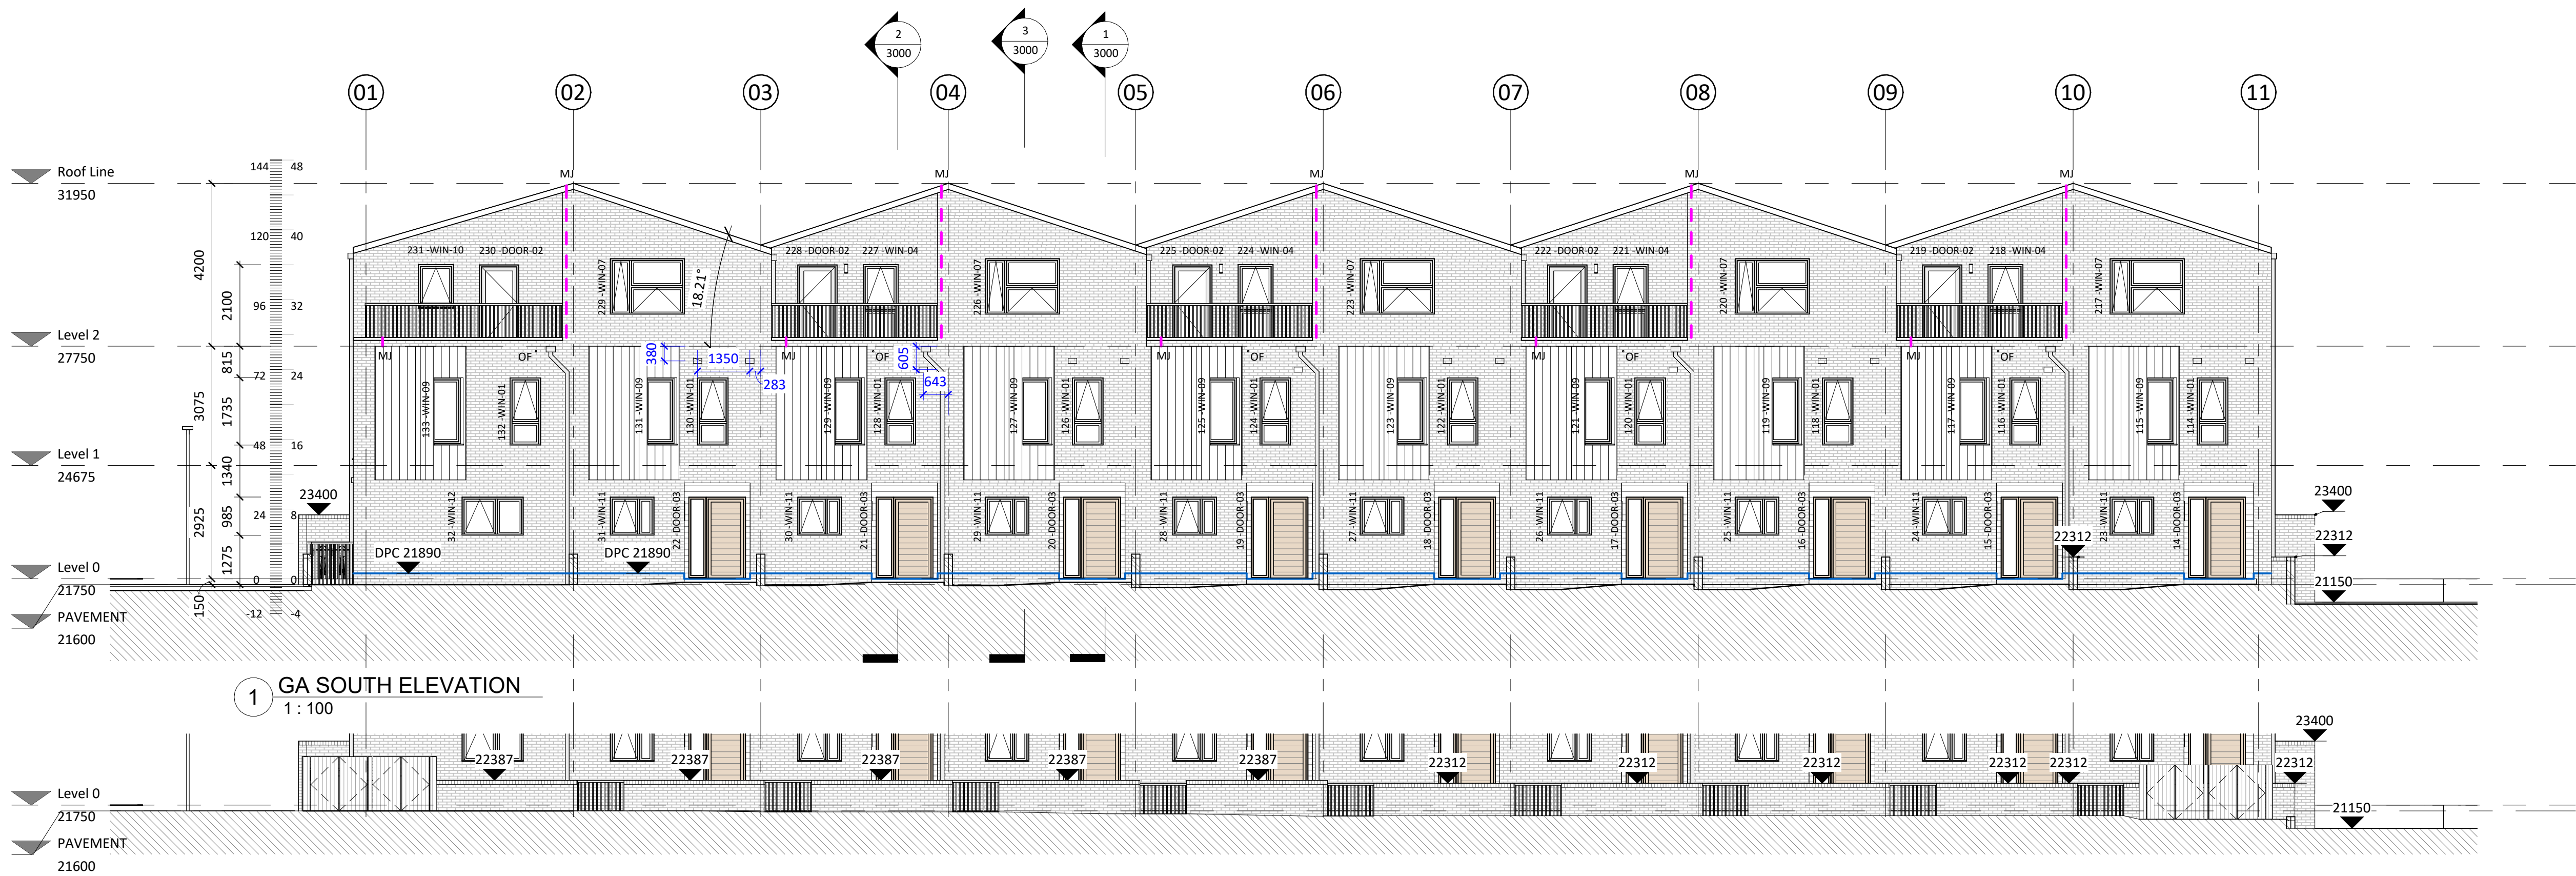 2
3000
3
3000
1
3000
01
02
03
04
05
06
07
08
09
10
11
Roof Line
31950
Level 2
27750
Level 1
24675
Level 0
21750
PAVEMENT
21600
4200
3075
2925
150
2100
815
1735
1340
985
1275
144 48
120 40
96 32
72 24
48 16
24 8
0 0
-12 -4
MJ
MJ
MJ
MJ
MJ
231 -WIN-10
230 -DOOR-02
229 -WIN-07
18.21°
228 -DOOR-02
227 -WIN-04
226 -WIN-07
225 -DOOR-02
224 -WIN-04
223 -WIN-07
222 -DOOR-02
221 -WIN-04
220 -WIN-07
219 -DOOR-02
218 -WIN-04
217 -WIN-07
MJ
OF
380
1350
283
MJ
OF
605
643
MJ
OF
MJ
OF
MJ
OF
133 -WIN-09
132 -WIN-01
131 -WIN-09
130 -WIN-01
129 -WIN-09
128 -WIN-01
127 -WIN-09
126 -WIN-01
125 -WIN-09
124 -WIN-01
123 -WIN-09
122 -WIN-01
121 -WIN-09
120 -WIN-01
119 -WIN-09
118 -WIN-01
117 -WIN-09
116 -WIN-01
115 -WIN-09
114 -WIN-01
23400
32 -WIN-12
31 -WIN-11
22 -DOOR-03
30 -WIN-11
21 -DOOR-03
29 -WIN-11
20 -DOOR-03
28 -WIN-11
19 -DOOR-03
27 -WIN-11
18 -DOOR-03
26 -WIN-11
17 -DOOR-03
25 -WIN-11
16 -DOOR-03
24 -WIN-11
15 -DOOR-03
22312
23 -WIN-11
14 -DOOR-03
23400
22312
21150
DPC 21890
DPC 21890
1
GA SOUTH ELEVATION
1 : 100
23400
22387
22387
22387
22387
22387
22312
22312
22312
22312
22312
22312
21150
Level 0
21750
PAVEMENT
21600